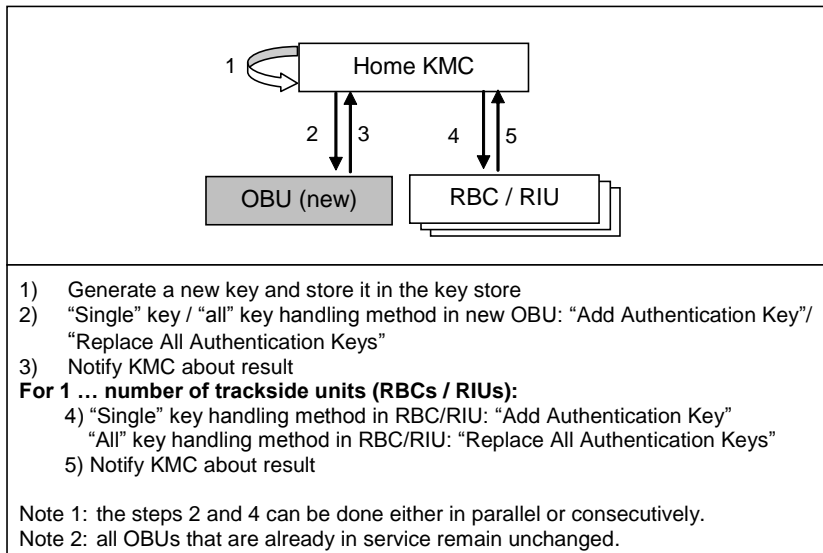 1
Home KMC
2
3
4
5
OBU (new)
RBC / RIU
1) Generate a new key and store it in the key store
2) “Single” key / “all” key handling method in new OBU: “Add Authentication Key”/
“Replace All Authentication Keys”
3) Notify KMC about result
For 1 … number of trackside units (RBCs / RIUs):
4) “Single” key handling method in RBC/RIU: “Add Authentication Key”
“All” key handling method in RBC/RIU: “Replace All Authentication Keys”
5) Notify KMC about result
Note 1: the steps 2 and 4 can be done either in parallel or consecutively.
Note 2: all OBUs that are already in service remain unchanged.